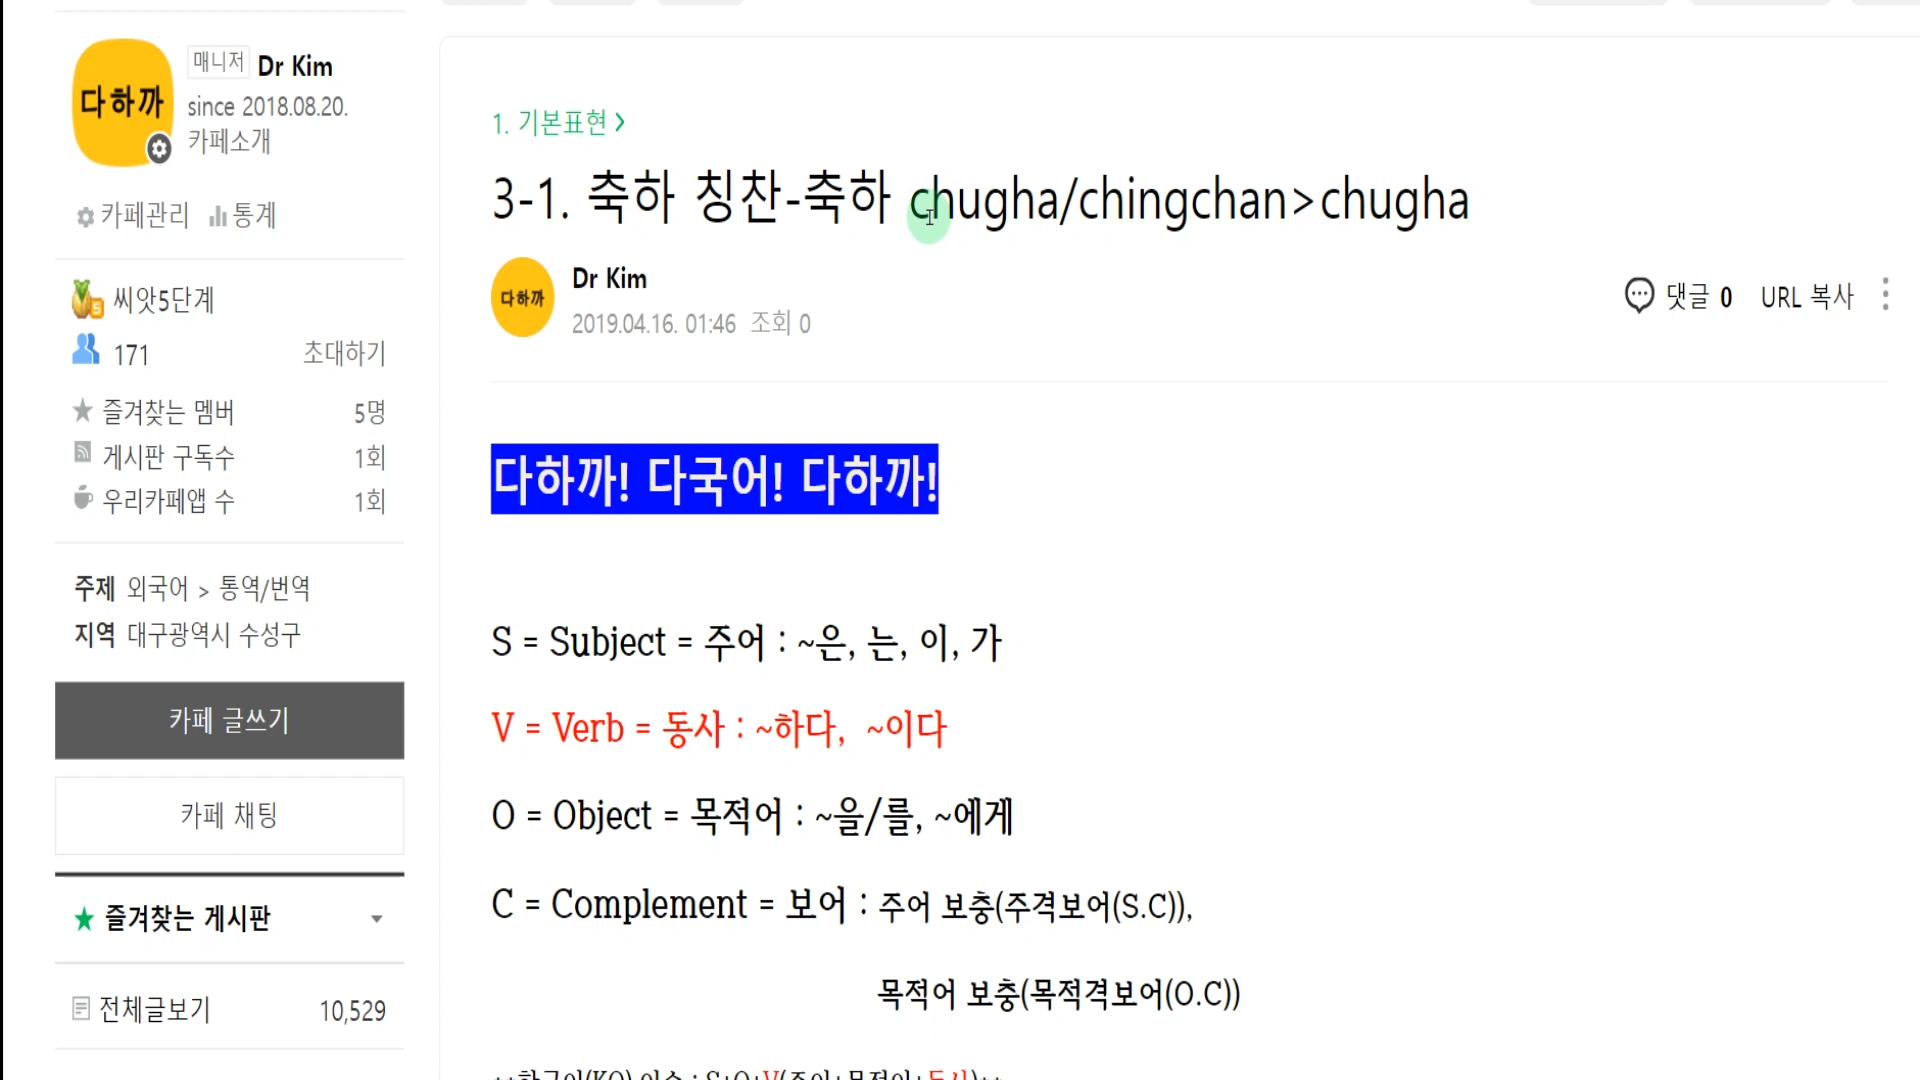 다하까
매니저 Dr Kim
since 2018.08.20.
카페소개
카페관리 통계
씨앗5단계
171 초대하기
즐겨찾는 멤버 5명
게시판 구독수 1회
우리카페앱 수 1회
주제 외국어 > 통역/번역
지역 대구광역시 수성구
카페 글쓰기
카페 채팅
즐겨찾는 게시판
전체글보기 10,529
1. 기본표현
3-1. 축하 칭찬-축하 chugha/chingchan>chugha
다하까
Dr Kim
2019.04.16. 01:46 조회 0
댓글 0 URL 복사
다하까! 다국어! 다하까!
S = Subject = 주어 : ~은, 는, 이, 가
V = Verb = 동사 : ~하다, ~이다
O = Object = 목적어 : ~을/를, ~에게
C = Complement = 보어 : 주어 보충(주격보어(S.C)),
목적어 보충(목적격보어(O.C))